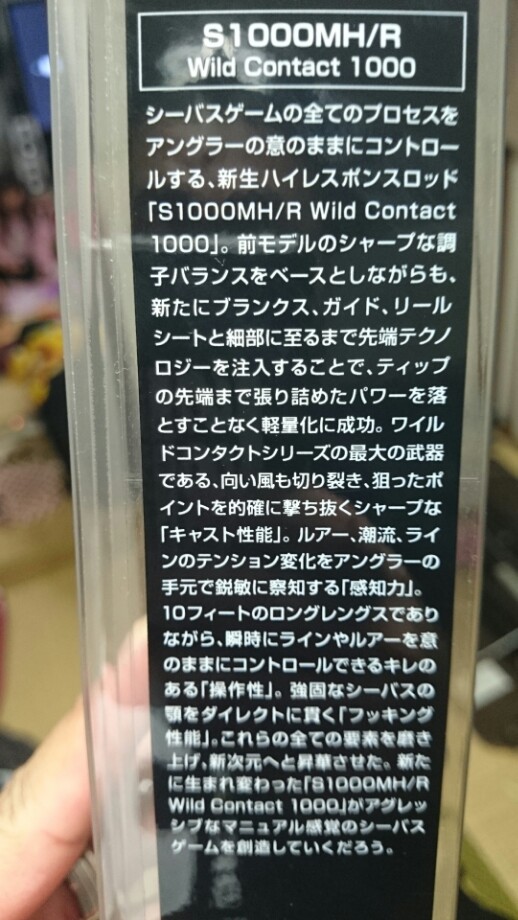 S1000MH/R
Wild Contact 1000
シーバスゲームの全てのプロセスを
アングラーの意のままにコントロー
ルする、新生ハイレスポンスロッド
「S1000MH/R Wild Contact
1000」。前モデルのシャープな調
子バランスをベースとしながらも、
新たにブランクス、ガイド、リール
シートと細部に至るまで先端テクノ
ロジーを注入することで、ティップ
の先端まで張り詰めたパワーを落
とすことなく軽量化に成功。ワイル
ドコンタクトシリーズの最大の武器
である、向い風も切り裂き、狙ったポ
イントを的確に撃ち抜くシャープな
「キャスト性能」。ルアー、潮流、ライ
ンのテンション変化をアングラーの
手元で鋭敏に察知する「感知力」。
10フィートのロングレングスであり
ながら、瞬時にラインやルアーを意
のままにコントロールできるキレの
ある「操作性」。強固なシーバスの
顎をダイレクトに貫く「フッキング
性能」。これらの全ての要素を磨き
上げ、新次元へと昇華させた。新た
に生まれ変わった「S1000MH/R
Wild Contact 1000」がアグレッ
シブなマニュアル感覚のシーバス
ゲームを創造していくだろう。